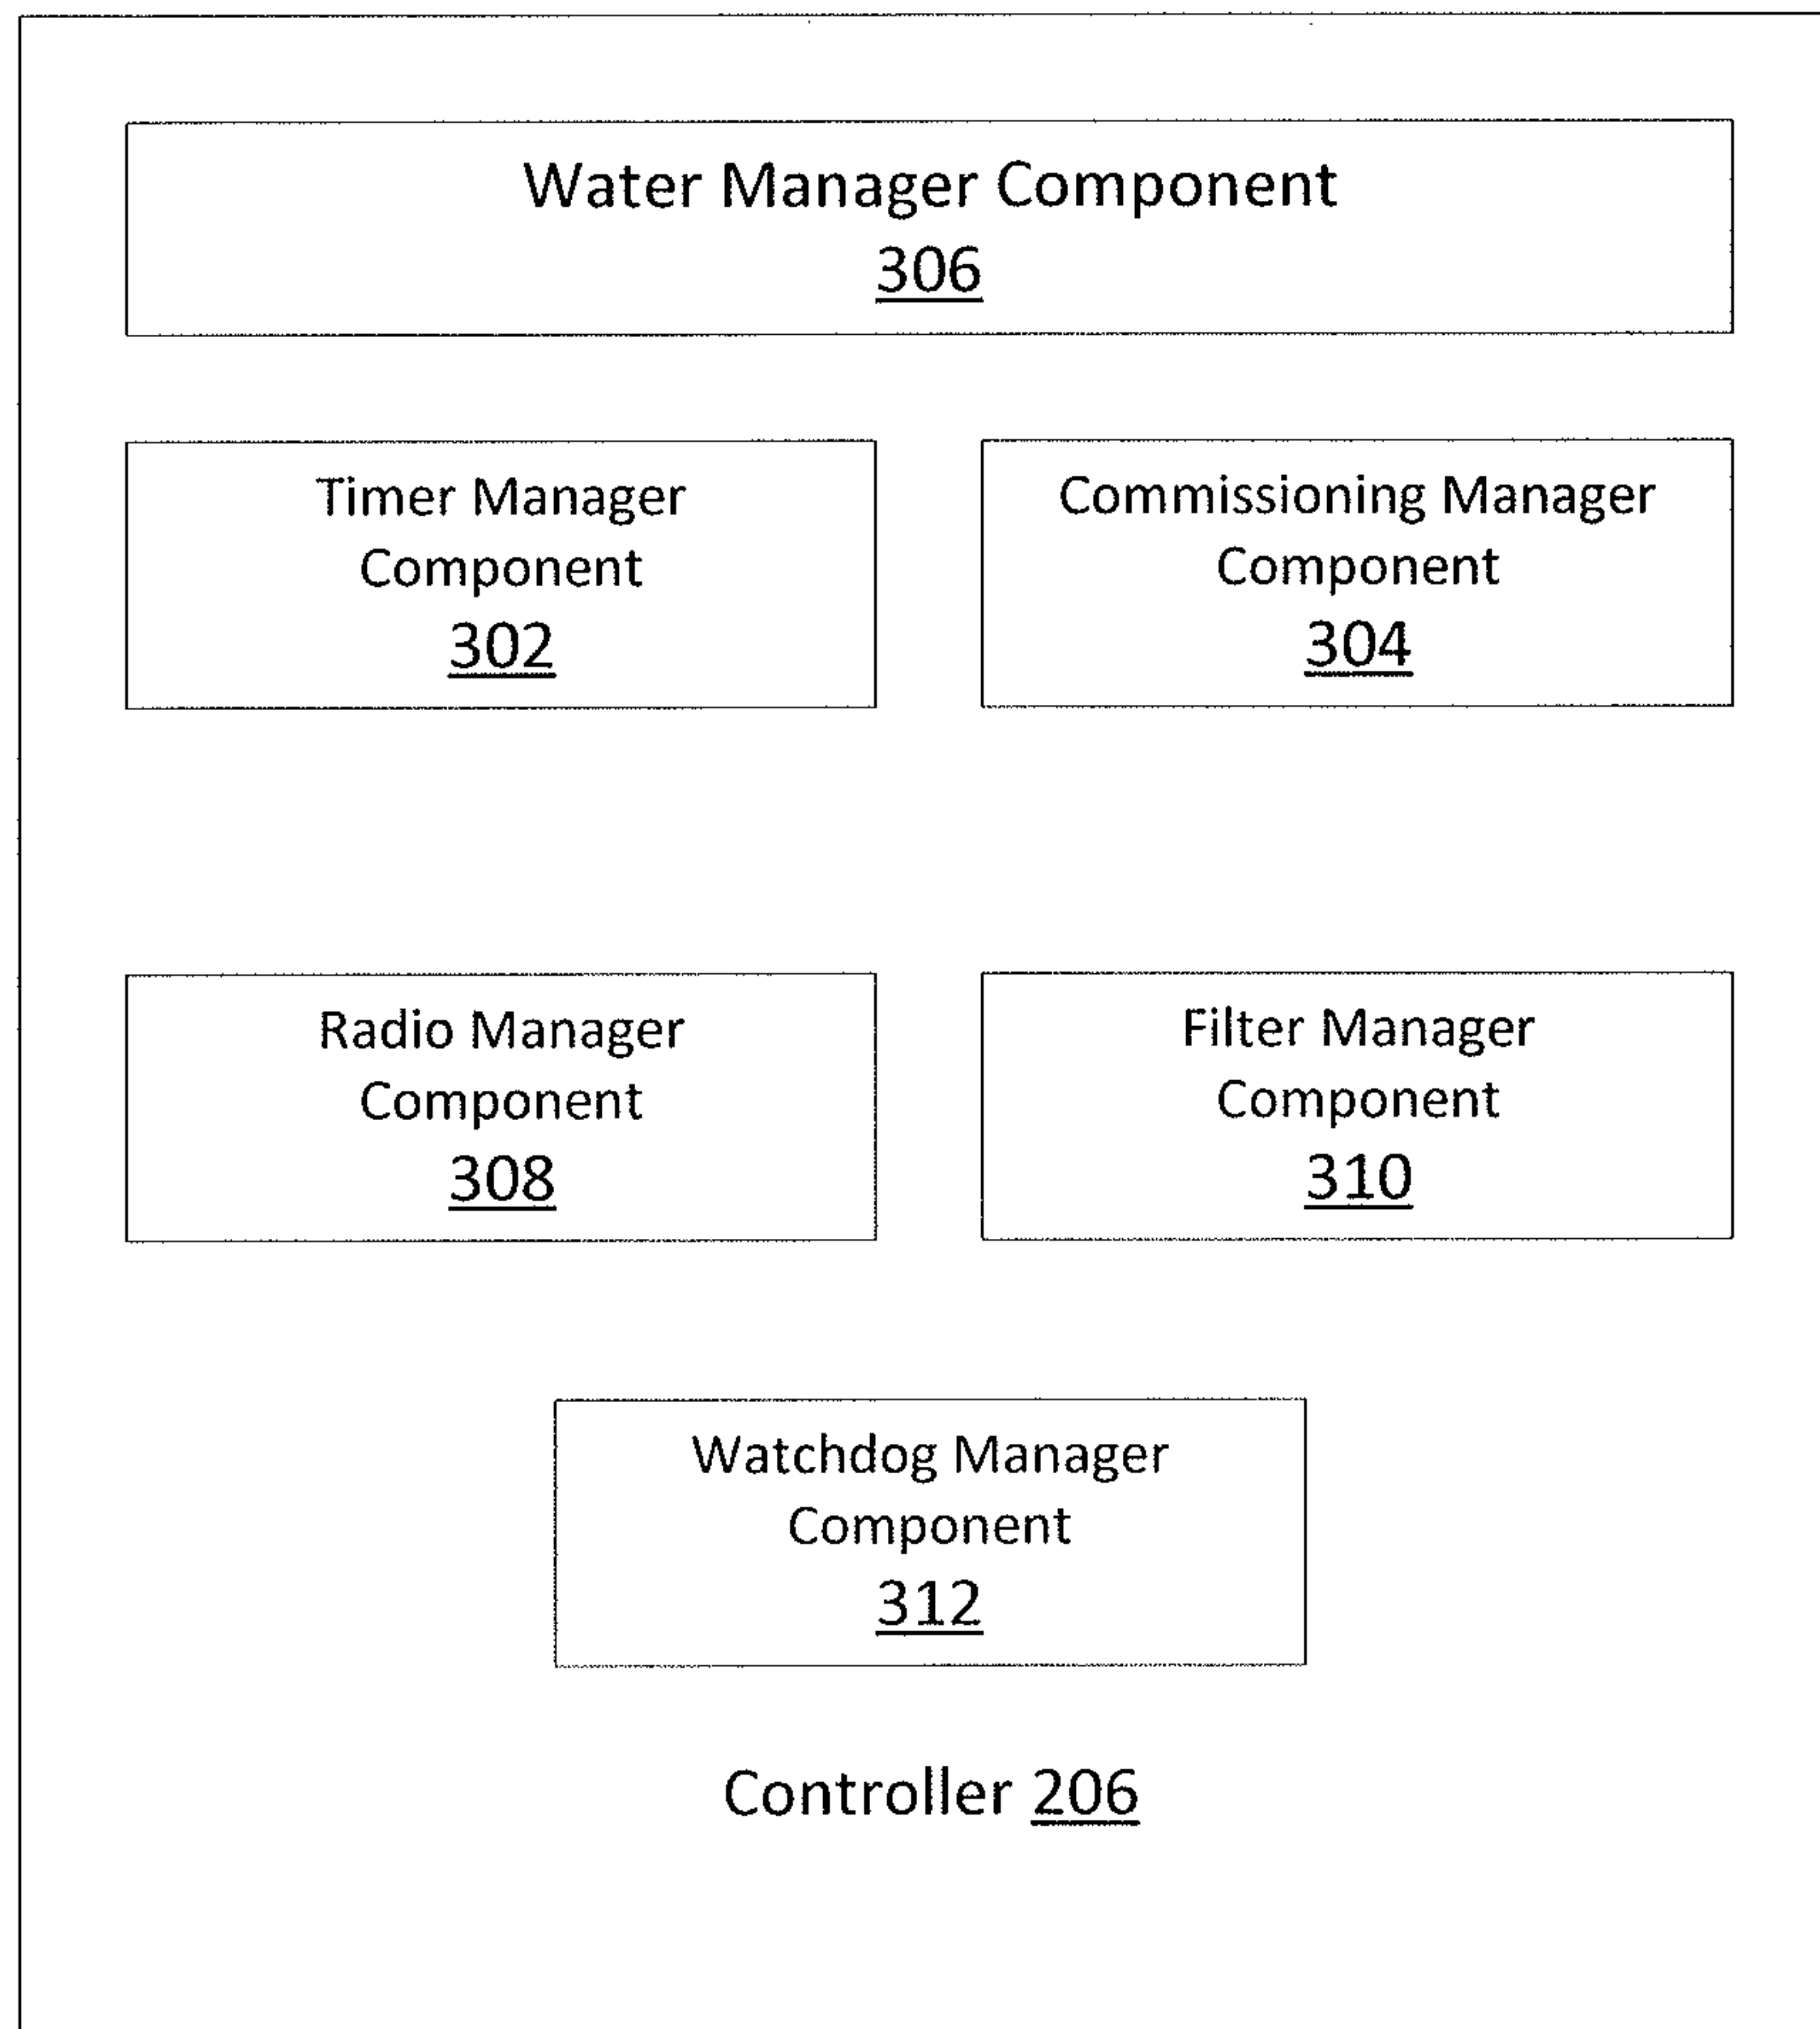 Water Manager Component
306
Timer Manager
Component
302
Commissioning Manager
Component
304
Radio Manager
Component
308
Filter Manager
Component
310
Watchdog Manager
Component
312
Controller 206